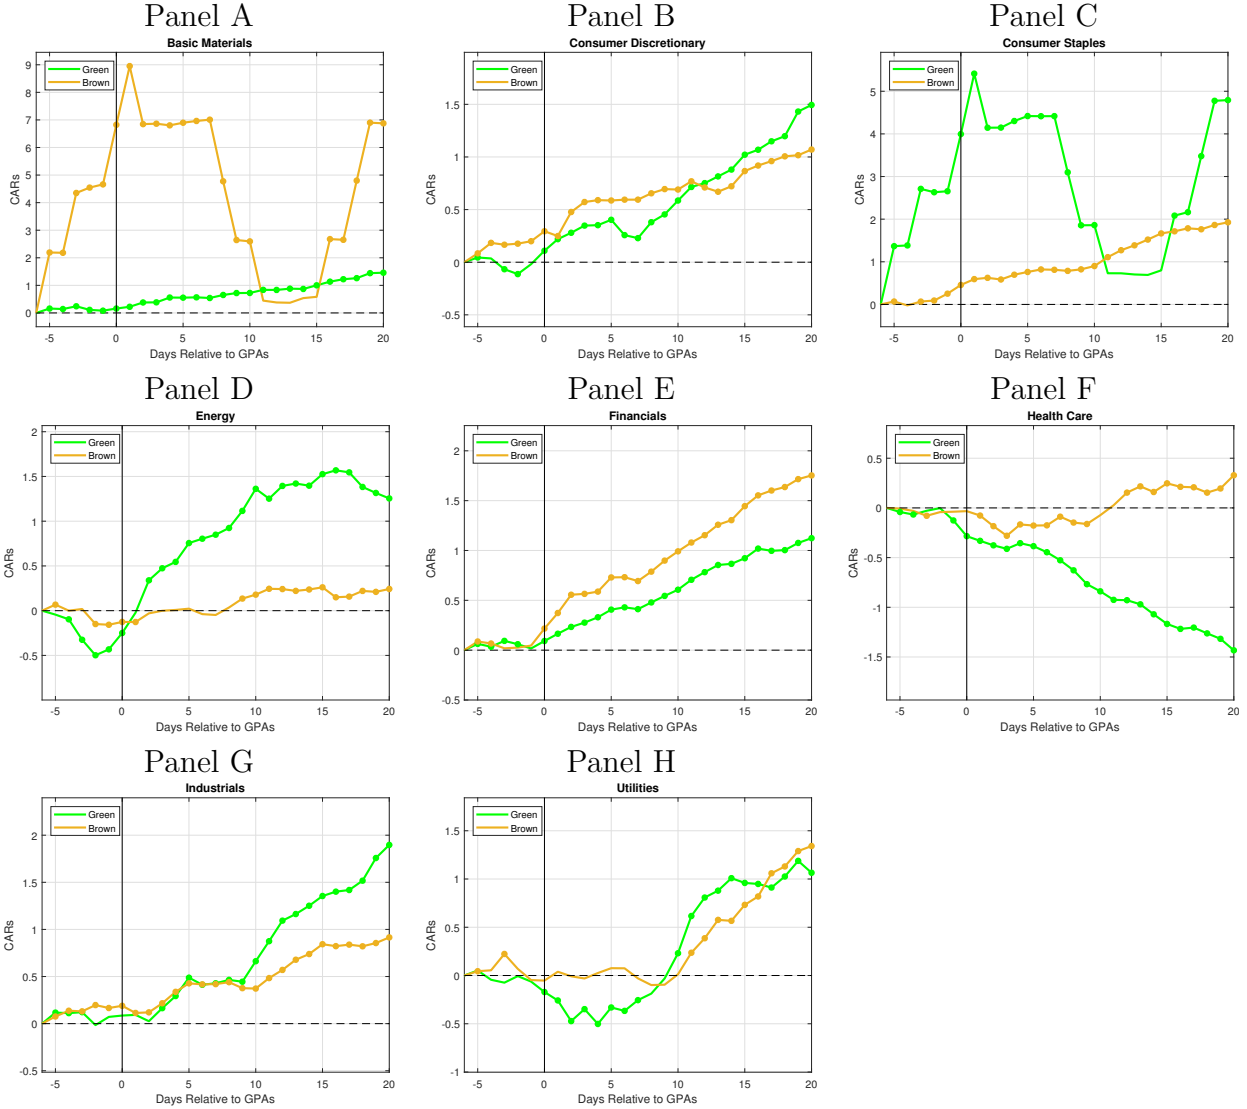 Panel A
Panel B
Panel C
Basic Materials
Consumer Discretionary
Consumer Staples
Green
Brown
9
8
7
6
5
4
3
2
1
0
CARs
-5
0
5
10
15
20
Days Relative to GPAs
Green
Brown
1.5
1
0.5
0
-0.5
CARs
-5
0
5
10
15
20
Days Relative to GPAs
Green
Brown
5
4
3
2
1
0
CARs
-5
0
5
10
15
20
Days Relative to GPAs
Panel D
Panel E
Panel F
Energy
Financials
Health Care
Green
Brown
2
1.5
1
0.5
0
-0.5
CARs
-5
0
5
10
15
20
Days Relative to GPAs
Green
Brown
2
1.5
1
0.5
0
-0.5
CARs
-5
0
5
10
15
20
Days Relative to GPAs
Green
Brown
0.5
0
-0.5
-1
-1.5
CARs
-5
0
5
10
15
20
Days Relative to GPAs
Panel G
Panel H
Industrials
Utilities
Green
Brown
2
1.5
1
0.5
0
-0.5
CARs
-5
0
5
10
15
20
Days Relative to GPAs
Green
Brown
1.5
1
0.5
0
-0.5
-1
CARs
-5
0
5
10
15
20
Days Relative to GPAs